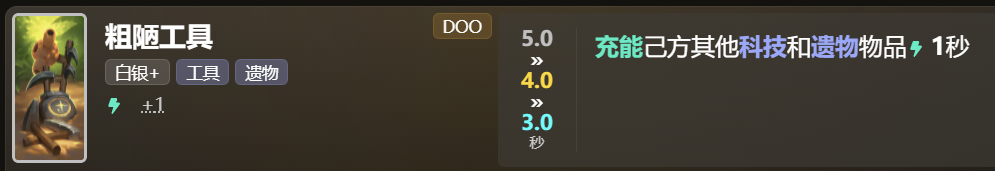 粗陋工具
DOO
白银+
工具
遗物
+1
5.0
»
4.0
»
3.0
秒
充能己方其他科技和遗物物品 1秒